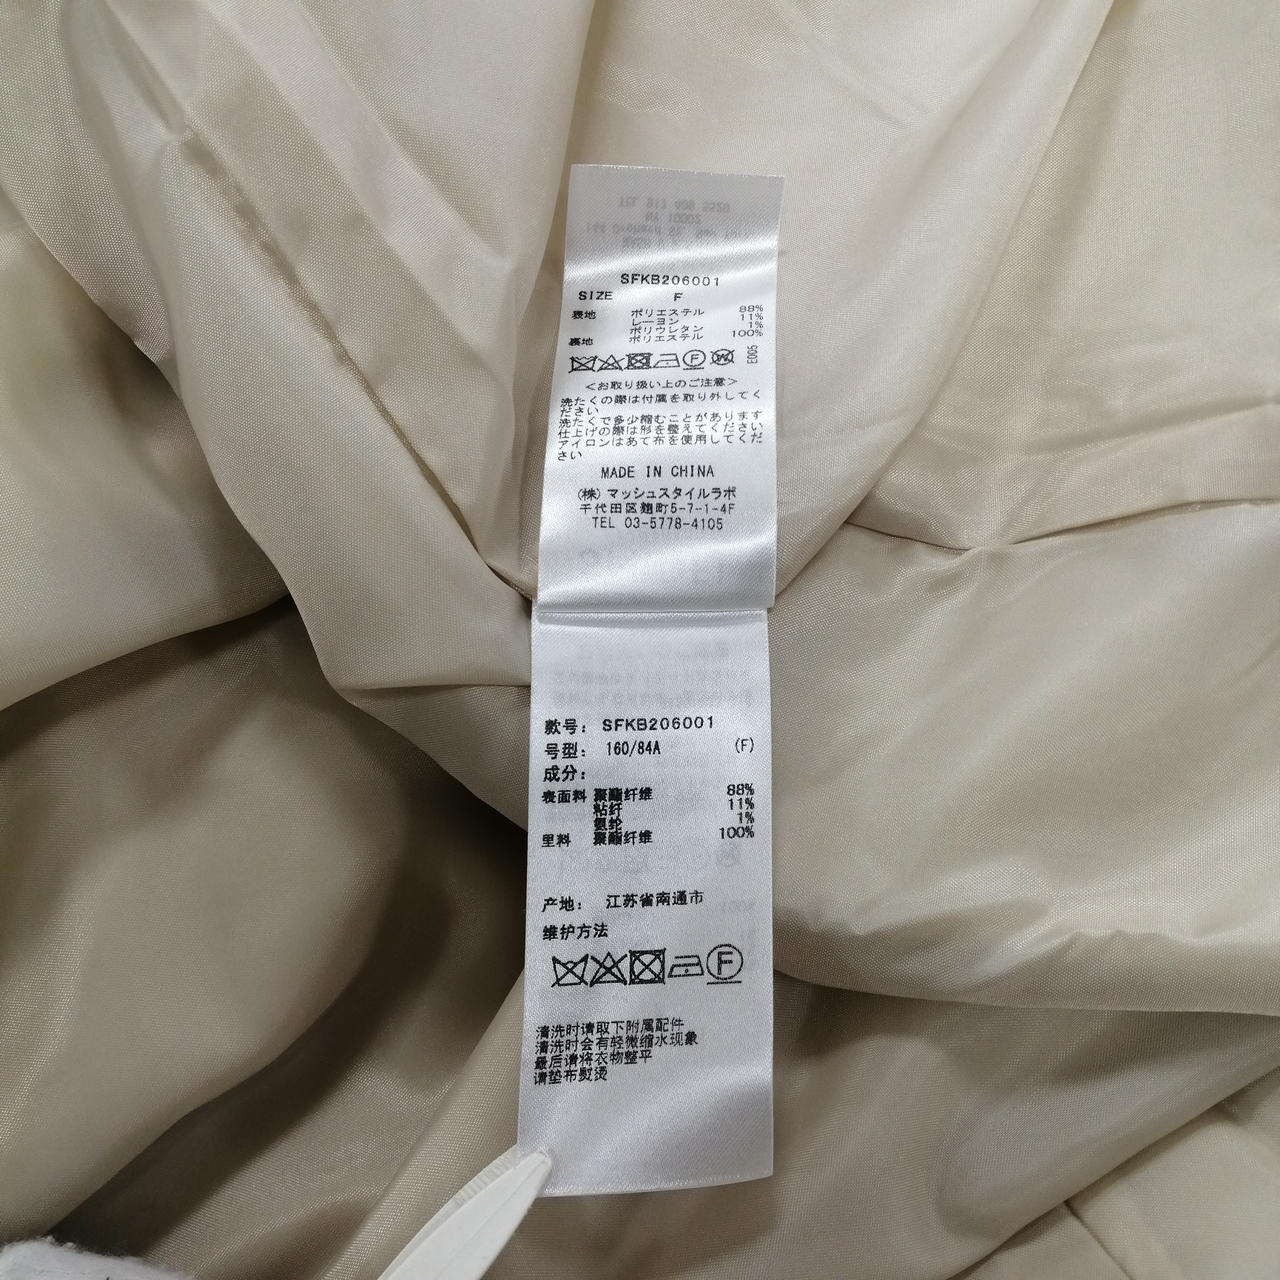 SFKB206001
SIZE F
表地 ポリエステル 88%
レーヨン 11%
ポリウレタン 1%
裏地 ポリエステル 100%
F W E005
<お取り扱い上のご注意>
洗たくの際は付属を取り外してく
ださい
洗たくで多少縮むことがあります
仕上げの際は形を整えてください
アイロンはあて布を使用してくだ
さい
MADE IN CHINA
(株)マッシュスタイルラボ
千代田区麹町5-7-1-4F
TEL 03-5778-4105
款号: SFKB206001
号型: 160/84A (F)
成分:
表面料 聚酯纤维 88%
粘纤 11%
氨纶 1%
里料 聚酯纤维 100%
产地: 江苏省南通市
维护方法
F
清洗时请取下附属配件
清洗时会有轻微缩水现象
最后请将衣物整平
请垫布熨烫